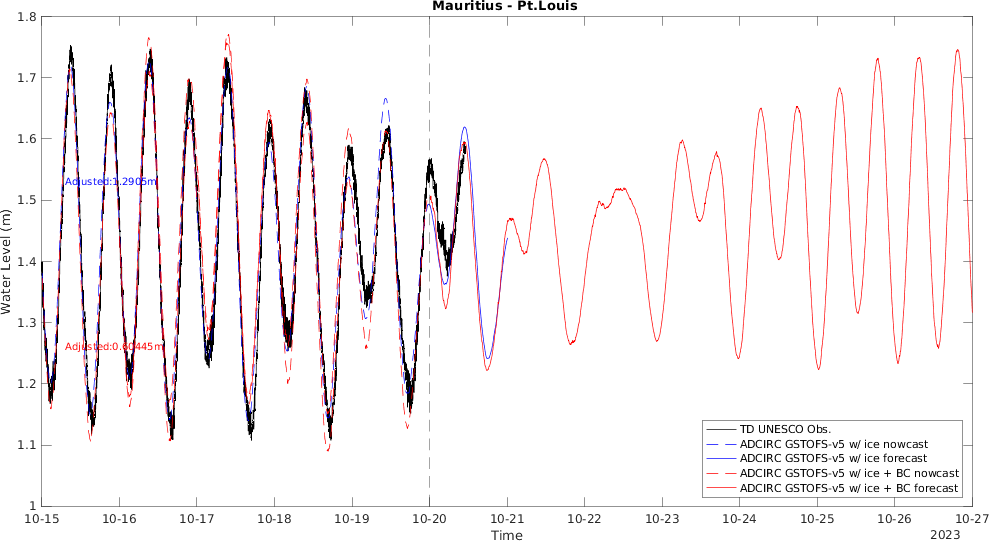 Mauritius - Pt.Louis
1.8
1.7
1.6
1.5
1.4
1.3
1.2
1.1
1
Water Level (m)
Adjusted:1.2905m
Adjusted:0.60445m
TD UNESCO Obs.
ADCIRC GSTOFS-v5 w/ ice nowcast
ADCIRC GSTOFS-v5 w/ ice forecast
ADCIRC GSTOFS-v5 w/ ice + BC nowcast
ADCIRC GSTOFS-v5 w/ ice + BC forecast
10-15 10-16 10-17 10-18 10-19 10-20 10-21 10-22 10-23 10-24 10-25 10-26 10-27
Time
2023